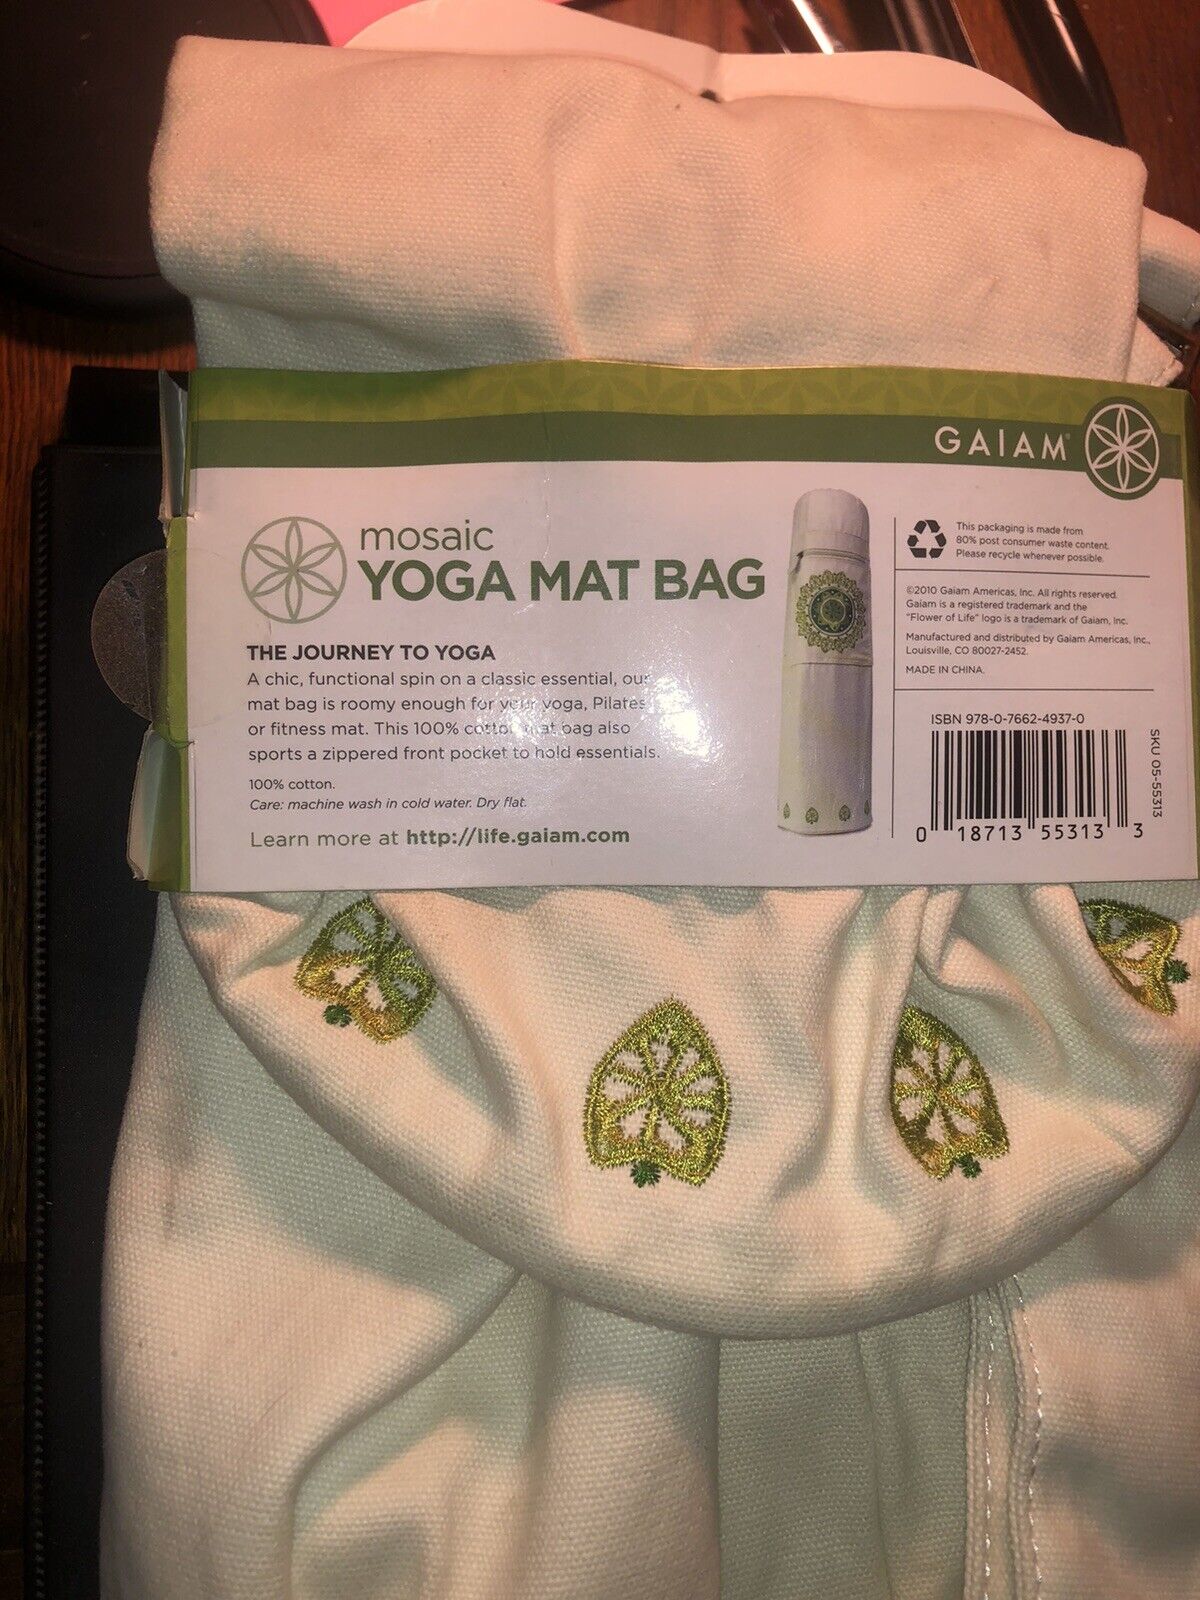 GAIAM®
mosaic
YOGA MAT BAG
THE JOURNEY TO YOGA
A chic, functional spin on a classic essential, our
mat bag is roomy enough for your yoga, Pilates
or fitness mat. This 100% cotton mat bag also
sports a zippered front pocket to hold essentials.
100% cotton.
Care: machine wash in cold water. Dry flat.
Learn more at http://life.gaiam.com
This packaging is made from
80% post consumer waste content.
Please recycle whenever possible.
©2010 Gaiam Americas, Inc. All rights reserved.
Gaiam is a registered trademark and the
"Flower of Life" logo is a trademark of Gaiam, Inc.
Manufactured and distributed by Gaiam Americas, Inc.,
Louisville, CO 80027-2452.
MADE IN CHINA.
ISBN 978-0-7662-4937-0
0 18713 55313 3
SKU 05-55313